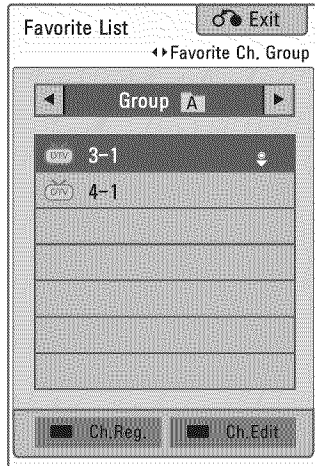 Favorite List
Exit
Favorite Ch. Group
Group A
DTV 3-1
DTV 4-1
Ch.Reg.
Ch.Edit